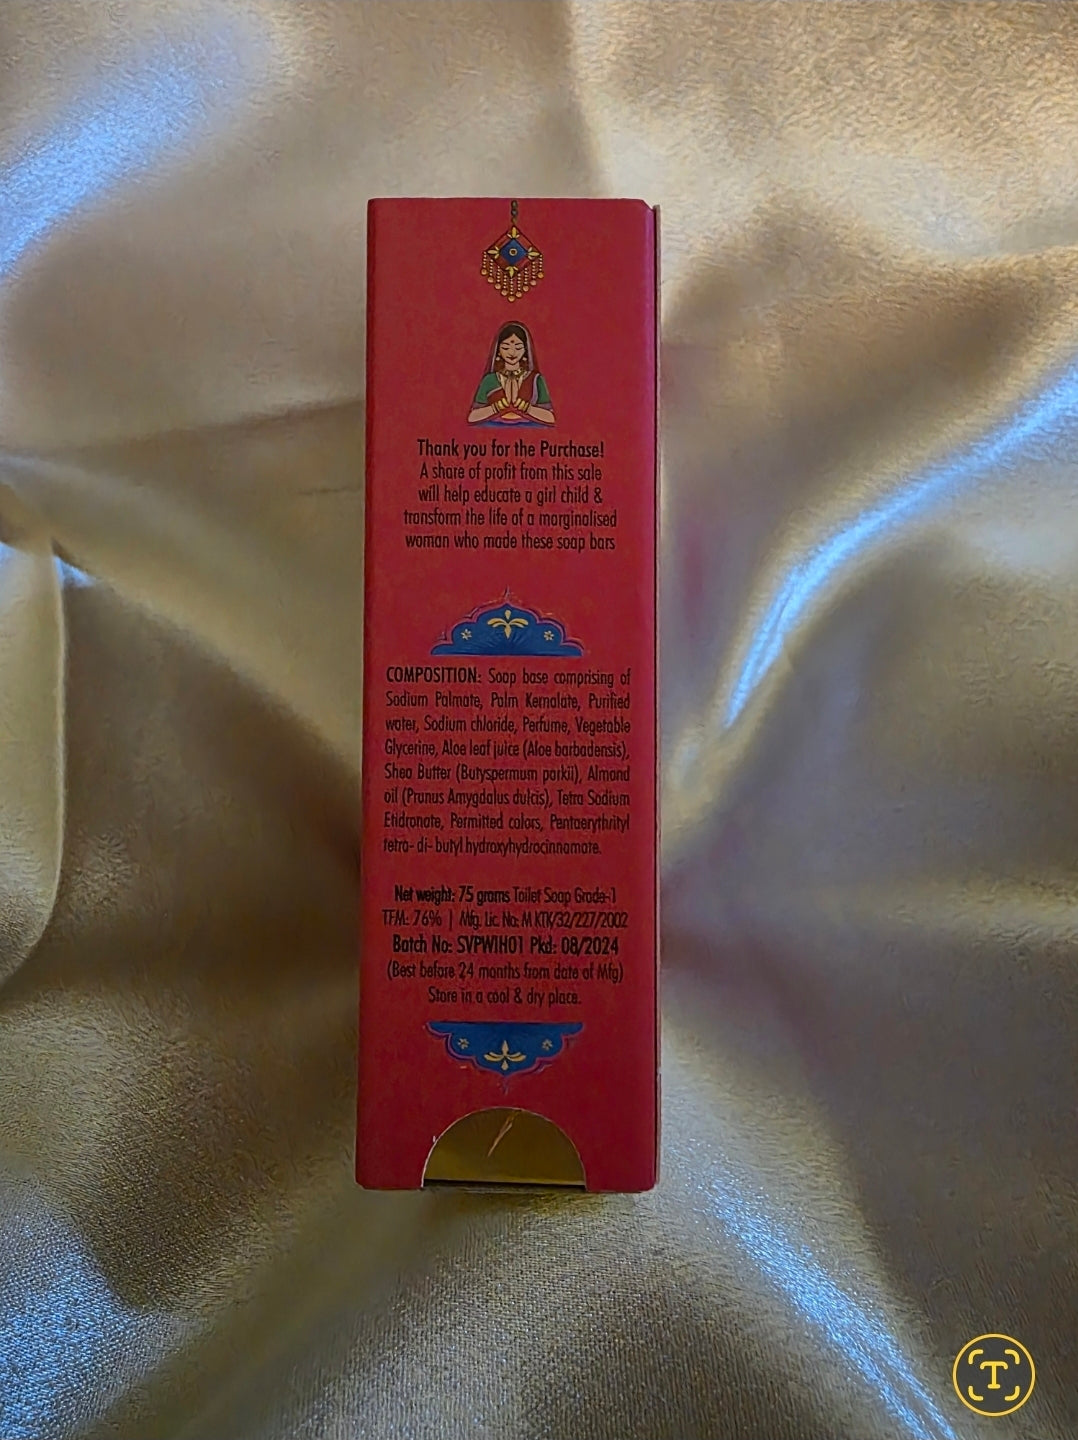 Thank you for the Purchase!
A share of profit from this sale
will help educate a girl child &
transform the life of a marginalised
woman who made these soap bars
COMPOSITION: Soap base comprising of
Sodium Palmate, Palm Kernalate, Purified
water, Sodium chloride, Perfume, Vegetable
Glycerine, Aloe leaf juice (Aloe barbadensis),
Shea Butter (Butyspermum parkii), Almond
oil (Prunus Amygdalus dulcis), Tetra Sodium
Etidronate, Permitted colors, Pentaerythrityl
tetra- di- butyl hydroxyhydrocinnamate.
Net weight: 75 grams Toilet Soap Grade-1
TFM: 76% | Mfg. Lic. No: M KTK/32/227/2002
Batch No: SVPWIH01 Pkd: 08/2024
(Best before 24 months from date of Mfg)
Store in a cool & dry place.